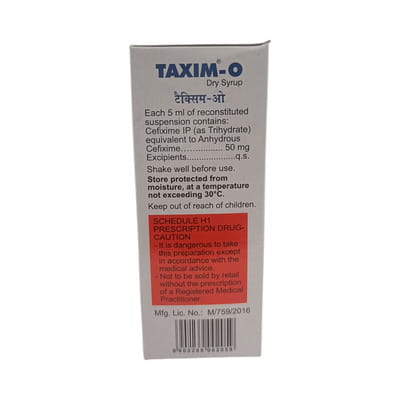 TAXIM®-O
Dry Syrup
टैक्सिम-ओ
Each 5 ml of reconstituted
suspension contains:
Cefixime IP (as Trihydrate)
equivalent to Anhydrous
Cefixime................ 50 mg
Excipients....................q.s.
Shake well before use.
Store protected from
moisture, at a temperature
not exceeding 30°C.
Keep out of reach of children.
SCHEDULE H1
PRESCRIPTION DRUG-
CAUTION
- It is dangerous to take
this preparation except
in accordance with the
medical advice.
- Not to be sold by retail
without the prescription
of a Registered Medical
Practitioner.
Mfg. Lic. No.: M/759/2016